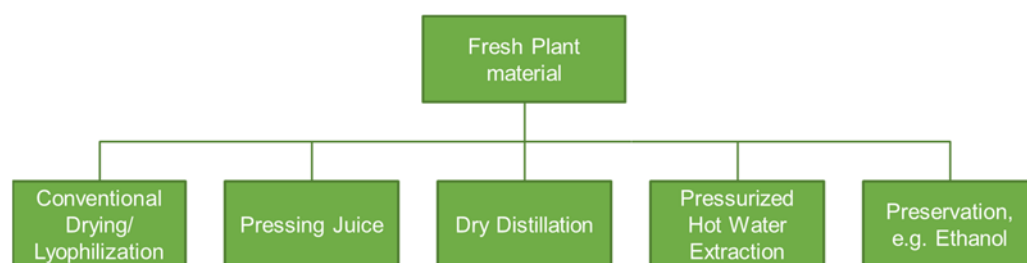 Fresh Plant
material
Conventional
Drying/
Lyophilization
Pressing Juice
Dry Distillation
Pressurized
Hot Water
Extraction
Preservation,
e.g. Ethanol